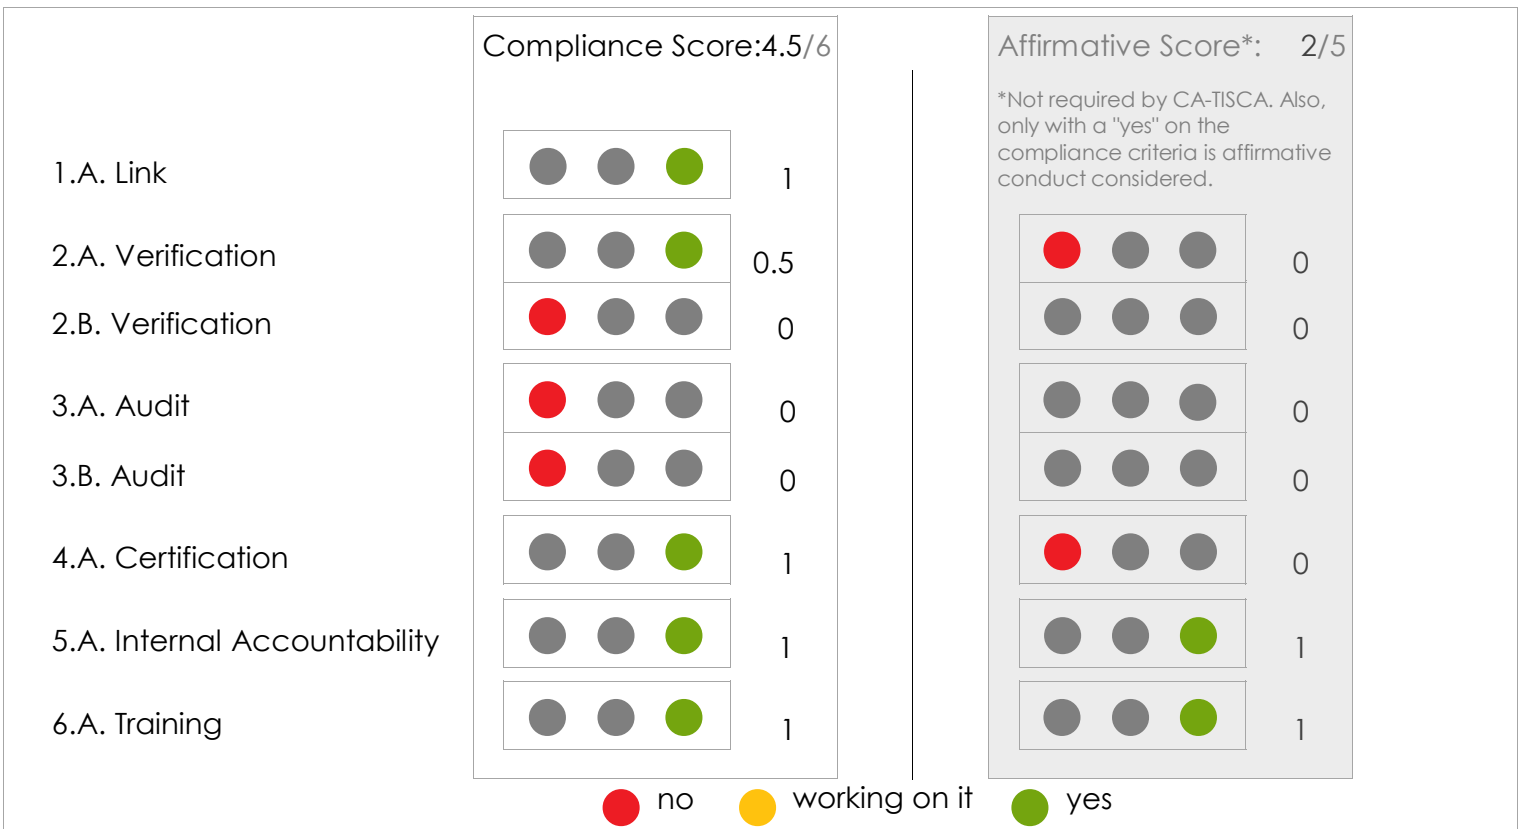 Compliance Score:4.5/6
Affirmative Score*: 2/5
*Not required by CA-TISCA. Also,
only with a "yes" on the
compliance criteria is affirmative
conduct considered.
1.A. Link 1
2.A. Verification 0.5 0
2.B. Verification 0 0
3.A. Audit 0 0
3.B. Audit 0 0
4.A. Certification 1 0
5.A. Internal Accountability 1 1
6.A. Training 1 1
no working on it yes